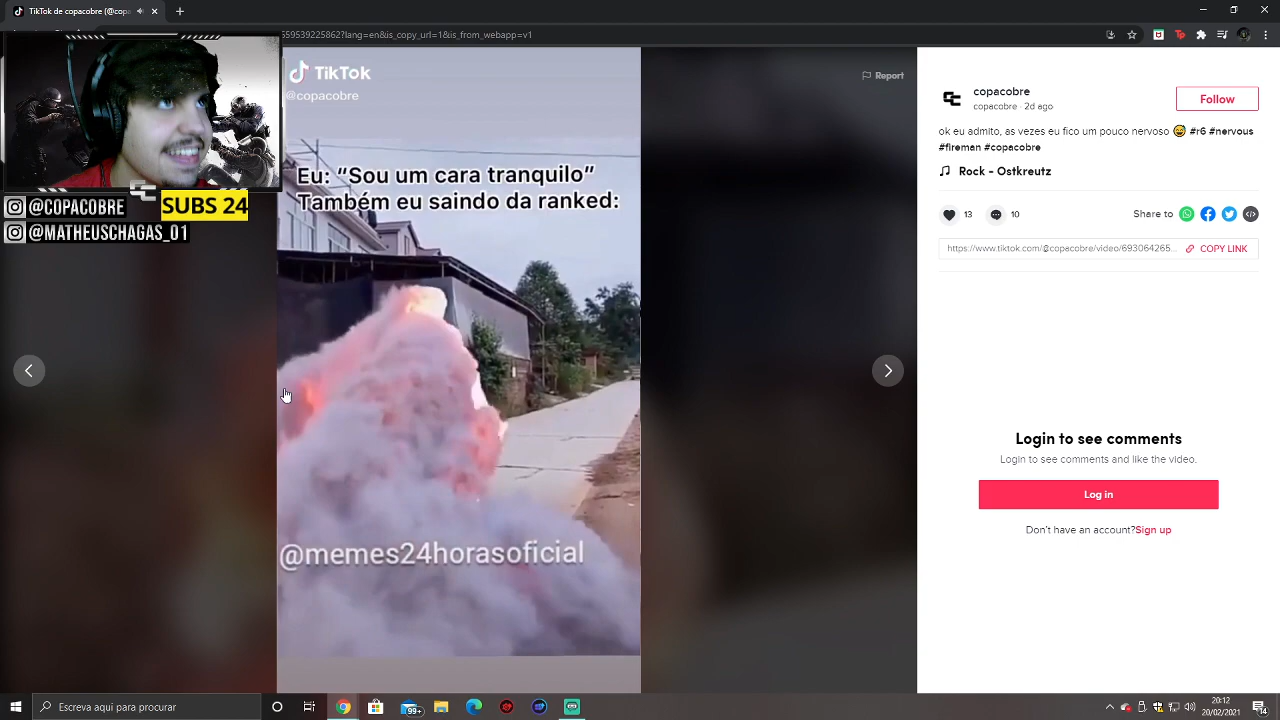 TikTok (@copacobre) on
559539225862?lang=en&is_copy_url=1&is_from_webapp=v1
TikTok
@copacobre
Eu: “Sou um cara tranquilo”
Também eu saindo da ranked:
@memes24horasoficial
@COPACOBRE
SUBS 24
@MATHEUSCHAGAS_01
Report
copacobre
copacobre · 2d ago
Follow
ok eu admito, as vezes eu fico um pouco nervoso 😅 #r6 #nervous
#fireman #copacobre
Rock - Ostkreutz
13
10
Share to
https://www.tiktok.com/@copacobre/video/693064265...
COPY LINK
Login to see comments
Login to see comments and like the video.
Log in
Don't have an account?Sign up
Escreva aqui para procurar
99+
20:12
20/02/2021